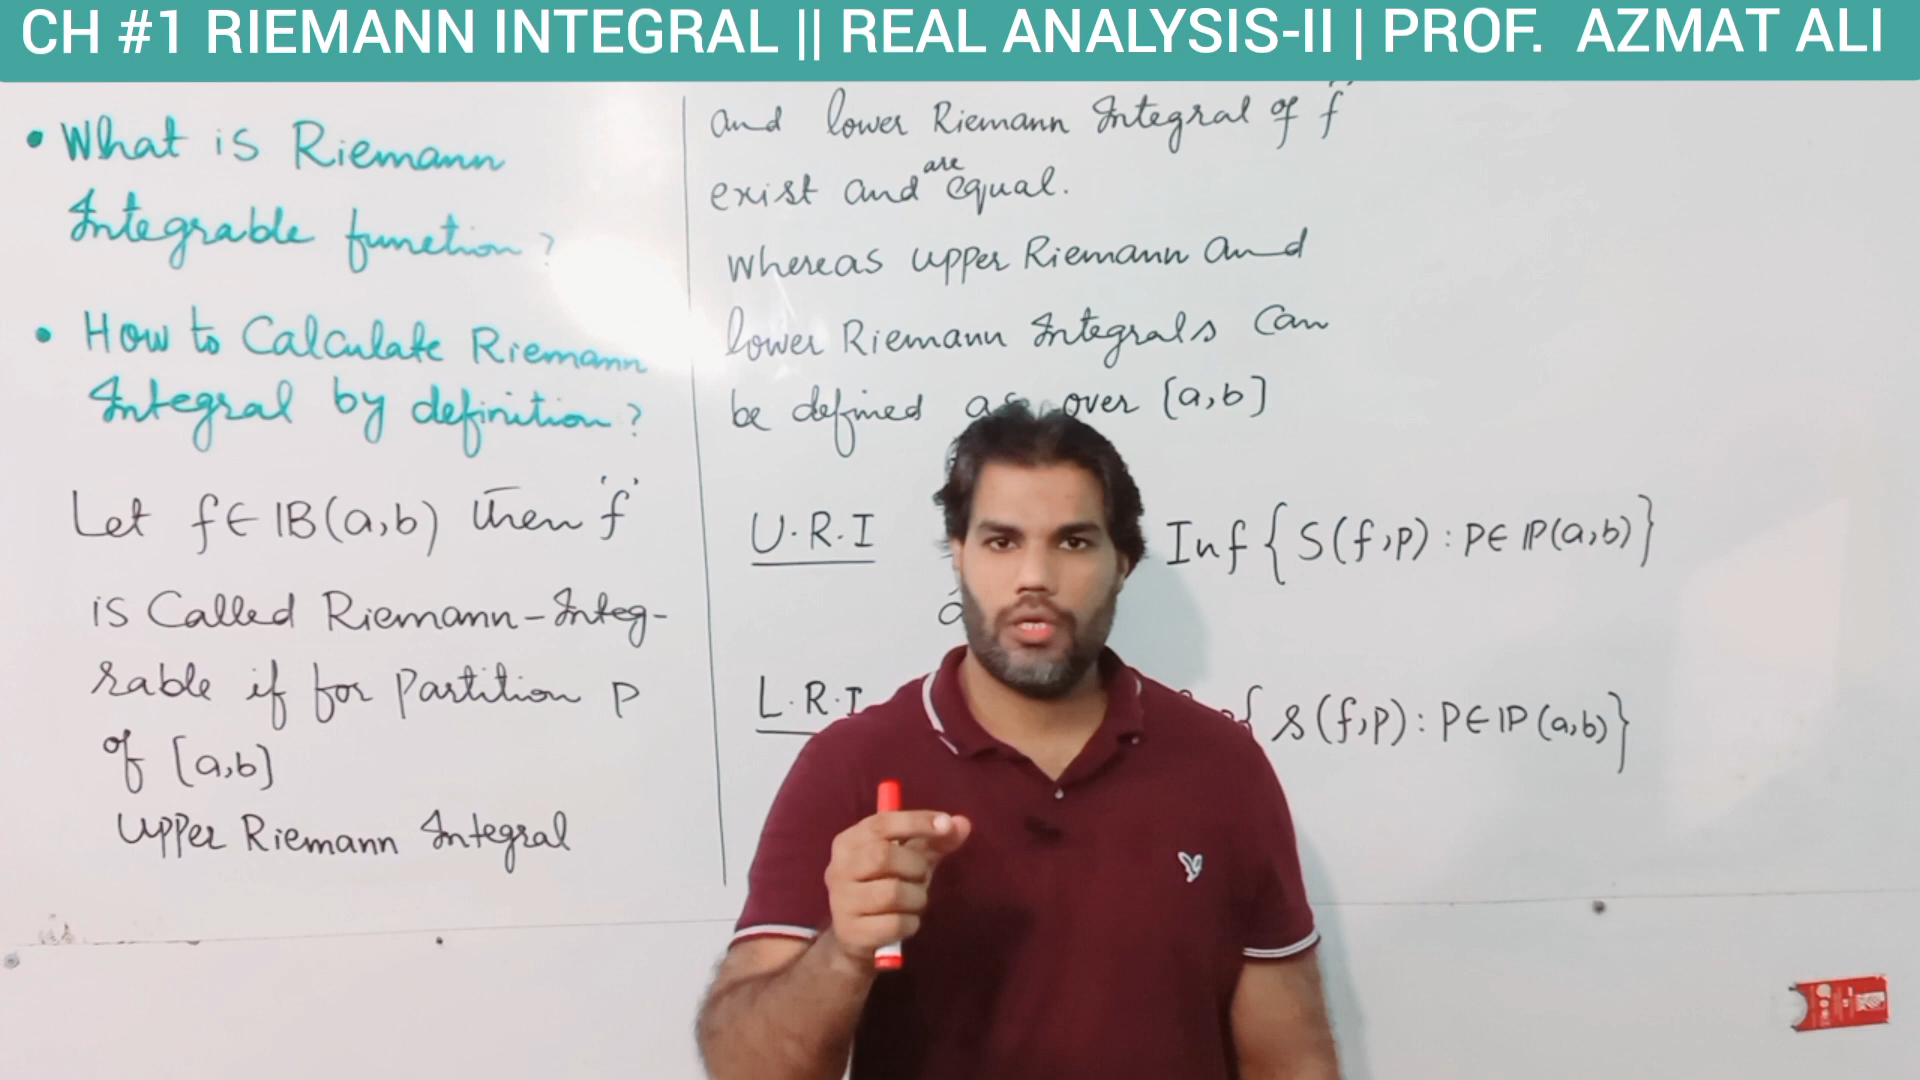 CH #1 RIEMANN INTEGRAL || REAL ANALYSIS-II | PROF. AZMAT ALI
• What is Riemann
Integrable function?
• How to Calculate Riemann
Integral by definition?
Let f∈IB(a,b) then 'f'
is Called Riemann-Integ-
rable if for Partition P
of [a,b]
Upper Riemann Integral
and lower Riemann Integral of 'f'
exist and are equal.
Whereas upper Riemann and
lower Riemann Integrals Can
be defined as over [a,b]
U.R.I Inf { S(f,p) : P∈ IP(a,b)}
L.R.I { s(f,p) : P∈ IP(a,b)}